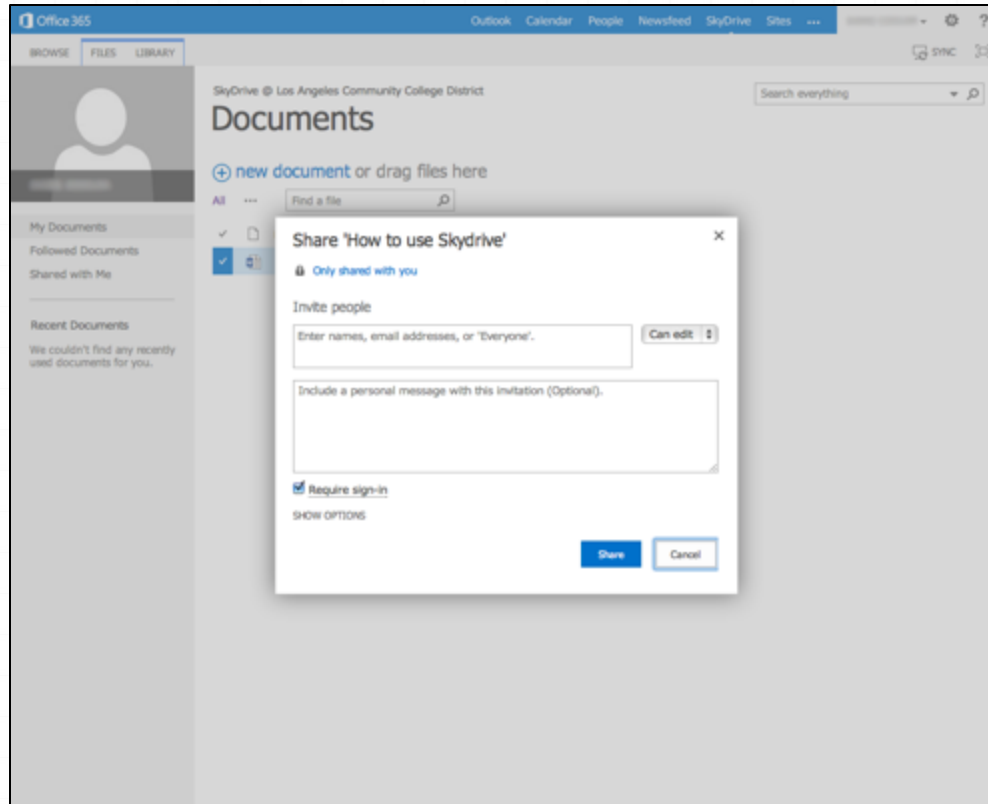 Office 365
Outlook Calendar People Newsfeed SkyDrive Sites ... ?
BROWSE FILES LIBRARY
SYNC
SkyDrive @ Los Angeles Community College District
Search everything
Documents
new document or drag files here
All ... Find a file
My Documents
Followed Documents
Shared with Me
Recent Documents
We couldn't find any recently
used documents for you.
Share 'How to use Skydrive'
Only shared with you
Invite people
Enter names, email addresses, or 'Everyone'.
Can edit
Include a personal message with this invitation (Optional).
Require sign-in
SHOW OPTIONS
Share Cancel